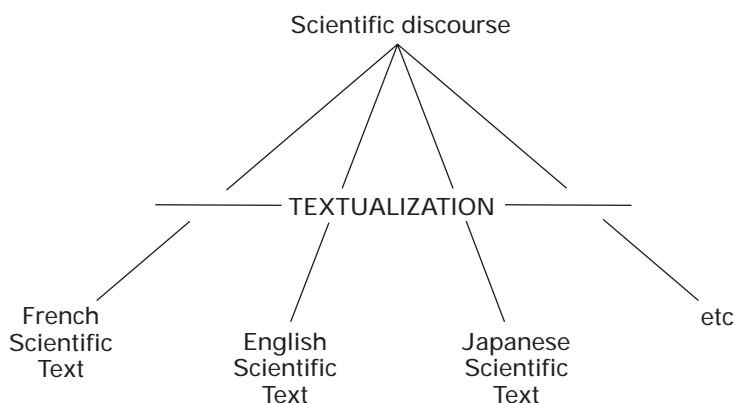 Scientific discourse
TEXTUALIZATION
French
Scientific
Text
English
Scientific
Text
Japanese
Scientific
Text
etc